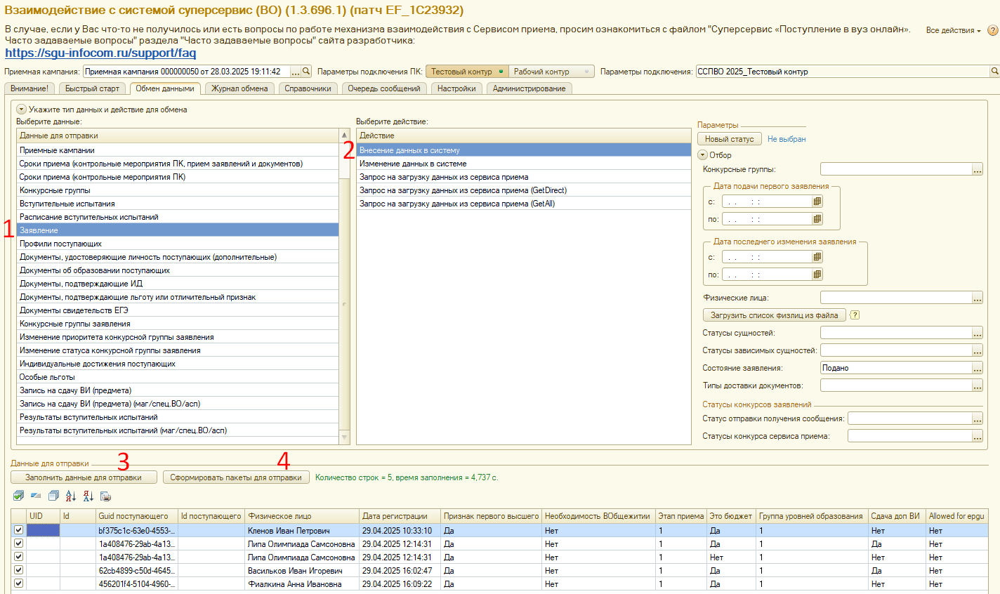 Взаимодействие с системой суперсервис (ВО) (1.3.696.1) (патч EF_1C23932)
В случае, если у Вас что-то не получилось или есть вопросы по работе механизма взаимодействия с Сервисом приема, просим ознакомиться с файлом "Суперсервис «Поступление в вуз онлайн».
Часто задаваемые вопросы" раздела "Часто задаваемые вопросы" сайта разработчика:
https://sgu-infocom.ru/support/faq
Все действия
Приемная кампания: Приемная кампания 000000050 от 28.03.2025 19:11:42 ... Параметры подключения ПК: Тестовый контур Рабочий контур Параметры подключения: ССПВО 2025_Тестовый контур
Внимание! Быстрый старт Обмен данными Журнал обмена Справочники Очередь сообщений Настройки Администрирование
Укажите тип данных и действие для обмена
Выберите данные:
Данные для отправки
Приемные кампании
Сроки приема (контрольные мероприятия ПК, прием заявлений и документов)
Сроки приема (контрольные мероприятия ПК)
Конкурсные группы
Вступительные испытания
Расписание вступительных испытаний
1
Заявление
Профили поступающих
Документы, удостоверяющие личность поступающих (дополнительные)
Документы об образовании поступающих
Документы, подтверждающие ИД
Документы, подтверждающие льготу или отличительный признак
Документы свидетельств ЕГЭ
Конкурсные группы заявления
Изменение приоритета конкурсной группы заявления
Изменение статуса конкурсной группы заявления
Индивидуальные достижения поступающих
Особые льготы
Запись на сдачу ВИ (предмета)
Запись на сдачу ВИ (предмета) (маг/спец.ВО/асп)
Результаты вступительных испытаний
Результаты вступительных испытаний (маг/спец.ВО/асп)
Выберите действие:
Действие
2
Внесение данных в систему
Изменение данных в системе
Запрос на загрузку данных из сервиса приема
Запрос на загрузку данных из сервиса приема (GetDirect)
Запрос на загрузку данных из сервиса приема (GetAll)
Параметры
Новый статус Не выбран
Отбор
Конкурсные группы: ...
Дата подачи первого заявления
с: . . : :
по: . . : :
Дата последнего изменения заявления
с: . . : :
по: . . : :
Физические лица: ...
Загрузить список физлиц из файла ?
Статусы сущностей: ...
Статусы зависимых сущностей: ...
Состояние заявления: Подано ...
Типы доставки документов: ...
Статусы конкурсов заявлений
Статус отправки получения сообщения: ...
Статусы конкурса сервиса приема: ...
Данные для отправки
3 4
Заполнить данные для отправки Сформировать пакеты для отправки Количество строк = 5, время заполнения = 4,737 с.
UID Id Guid поступающего Id поступающего Физическое лицо Дата регистрации Признак первого высшего Необходимость ВОбщежитии Этап приема Это бюджет Группа уровней образования Сдача доп ВИ Allowed for epgu
bf375c1c-63e0-4553-... Кленов Иван Петрович 29.04.2025 10:33:10 Да Нет 1 Да 1 Нет Нет
1a408476-29ab-4a13... Липа Олимпиада Самсоновна 29.04.2025 12:14:31 Да Нет 1 Да 1 Да Нет
1a408476-29ab-4a13... Липа Олимпиада Самсоновна 29.04.2025 12:14:31 Да Нет 1 Нет 1 Нет Нет
62cb4899-c50d-4645... Васильков Иван Игоревич 29.04.2025 16:02:47 Да Нет 1 Да 1 Да Нет
456201f4-5104-4960-... Фиалкина Анна Ивановна 29.04.2025 16:09:22 Да Нет 1 Да 1 Нет Нет